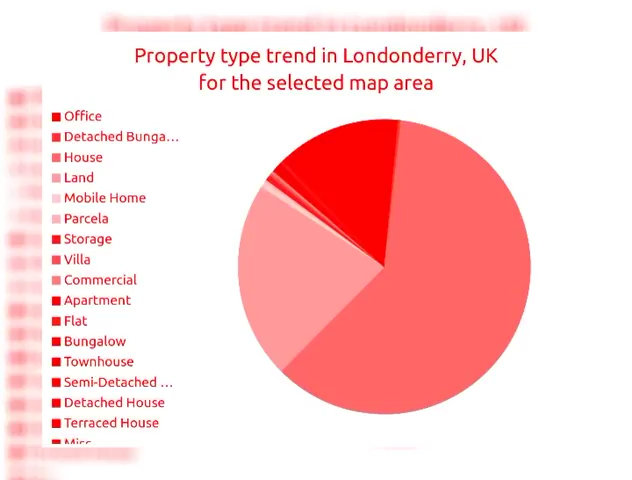 Property type trend in Londonderry, UK
for the selected map area
Office
Detached Bunga...
House
Land
Mobile Home
Parcela
Storage
Villa
Commercial
Apartment
Flat
Bungalow
Townhouse
Semi-Detached ...
Detached House
Terraced House